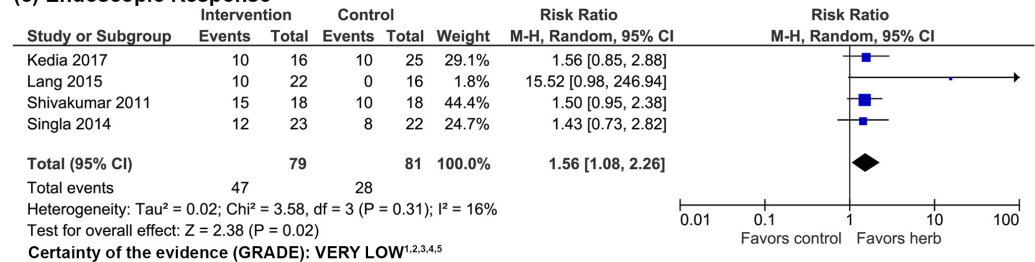 (c) Endoscopic Response
Intervention Control Risk Ratio Risk Ratio
Study or Subgroup Events Total Events Total Weight M-H, Random, 95% CI M-H, Random, 95% CI
Kedia 2017 10 16 10 25 29.1% 1.56 [0.85, 2.88]
Lang 2015 10 22 0 16 1.8% 15.52 [0.98, 246.94]
Shivakumar 2011 15 18 10 18 44.4% 1.50 [0.95, 2.38]
Singla 2014 12 23 8 22 24.7% 1.43 [0.73, 2.82]
Total (95% CI) 79 81 100.0% 1.56 [1.08, 2.26]
Total events 47 28
Heterogeneity: Tau² = 0.02; Chi² = 3.58, df = 3 (P = 0.31); I² = 16%
Test for overall effect: Z = 2.38 (P = 0.02)
0.01 0.1 1 10 100
Favors control Favors herb
Certainty of the evidence (GRADE): VERY LOW1,2,3,4,5